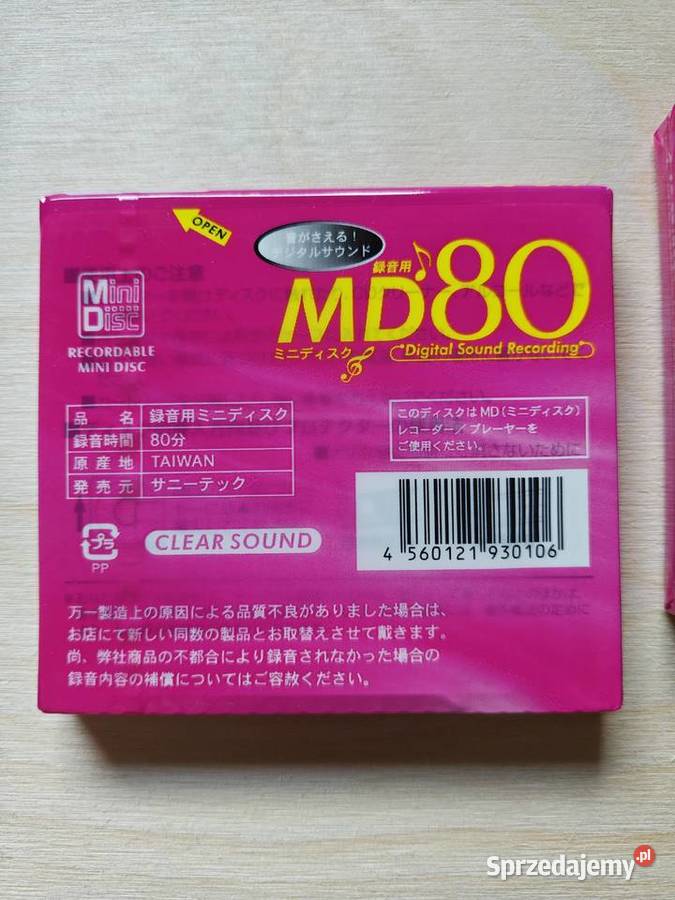 OPEN
音がさえる!
デジタルサウンド
録音用
MD80
ミニディスク
Digital Sound Recording
Mini
Disc
RECORDABLE
MINI DISC
品 名 録音用ミニディスク
録音時間 80分
原産地 TAIWAN
発売元 サニーテック
このディスクはMD(ミニディスク)
レコーダー/プレーヤーを
ご使用ください。
プラ
PP
CLEAR SOUND
4 560121 930106
万一製造上の原因による品質不良がありました場合は、
お店にて新しい同数の製品とお取替えさせて戴きます。
尚、弊社商品の不都合により録音されなかった場合の
録音内容の補償についてはご容赦ください。
Sprzedajemy.pl